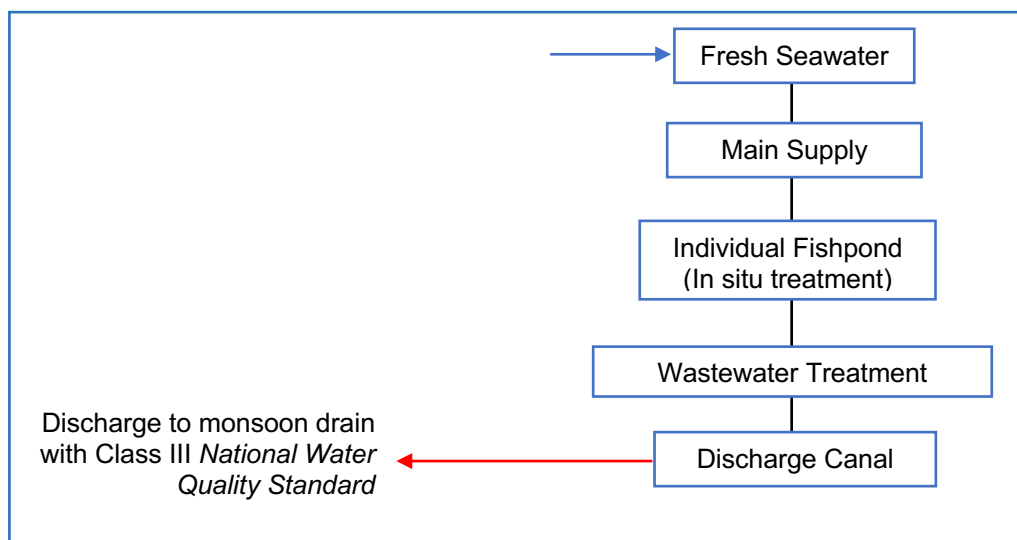 Fresh Seawater
Main Supply
Individual Fishpond
(In situ treatment)
Wastewater Treatment
Discharge to monsoon drain
with Class III National Water
Quality Standard
Discharge Canal